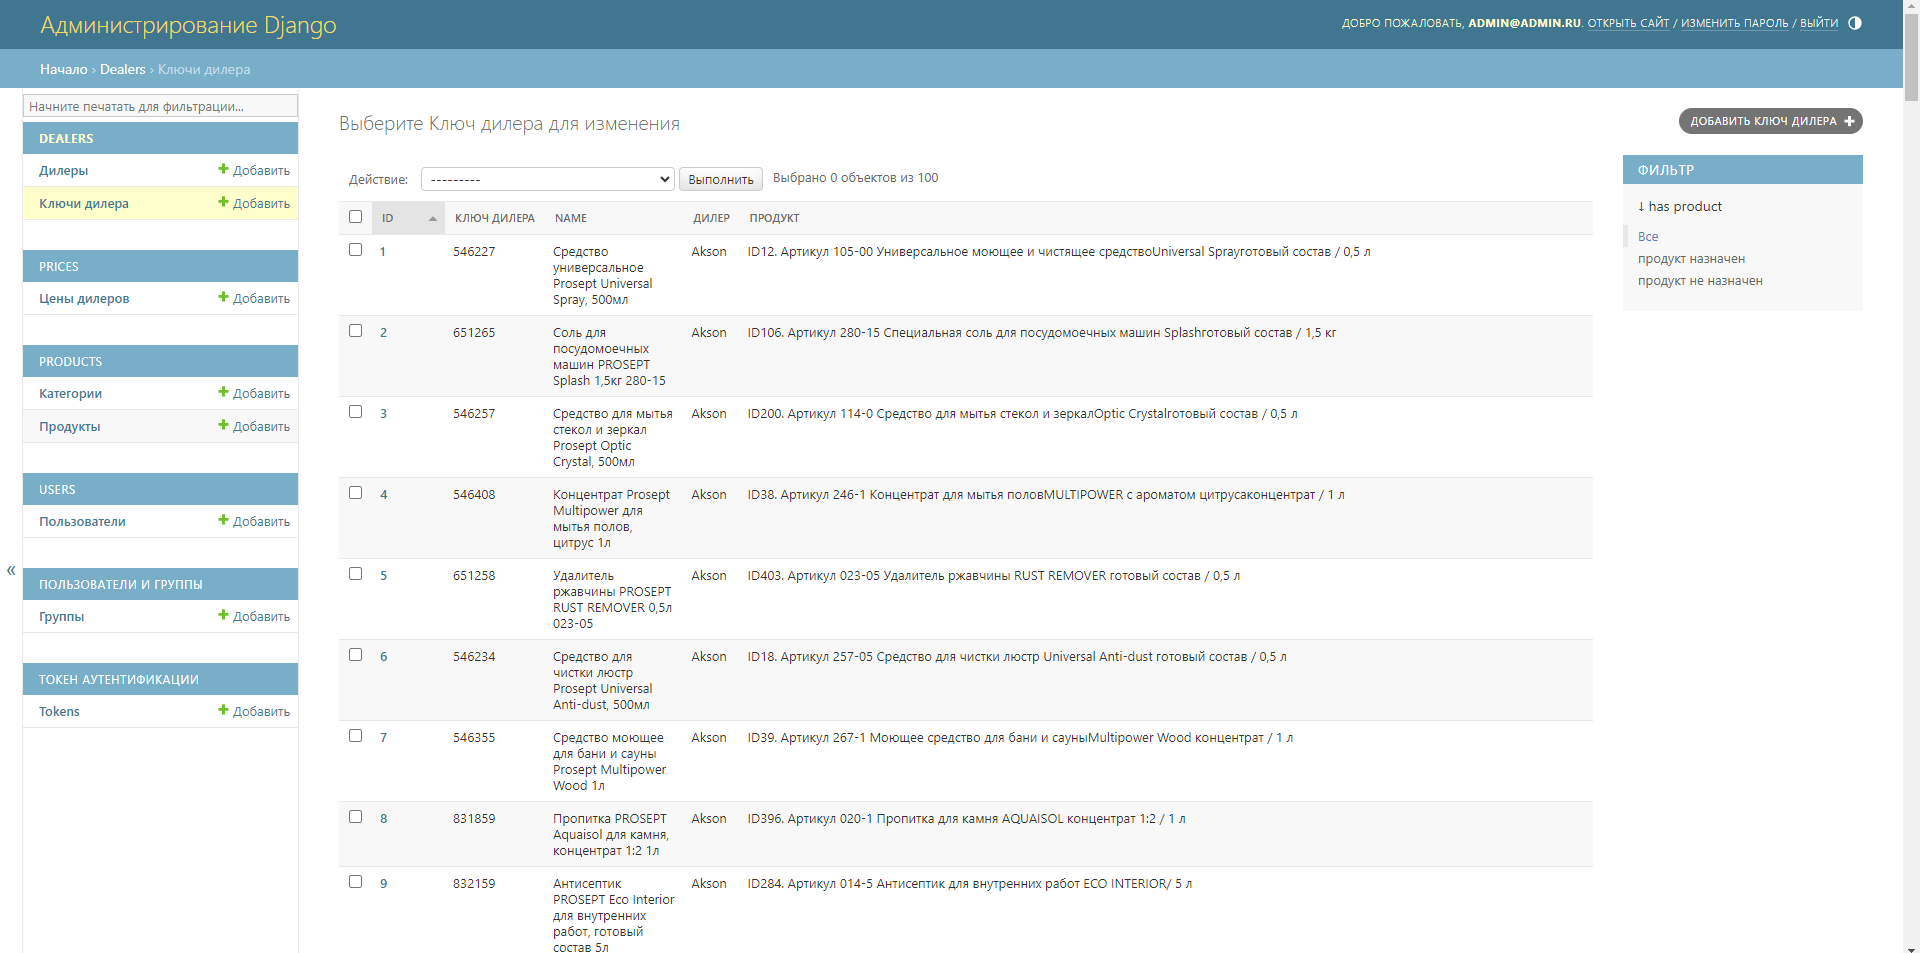 Администрирование Django
ДОБРО ПОЖАЛОВАТЬ, ADMIN@ADMIN.RU. ОТКРЫТЬ САЙТ / ИЗМЕНИТЬ ПАРОЛЬ / ВЫЙТИ
Начало › Dealers › Ключи дилера
Начните печатать для фильтрации...
DEALERS
Дилеры + Добавить
Ключи дилера + Добавить
PRICES
Цены дилеров + Добавить
PRODUCTS
Категории + Добавить
Продукты + Добавить
USERS
Пользователи + Добавить
«
ПОЛЬЗОВАТЕЛИ И ГРУППЫ
Группы + Добавить
ТОКЕН АУТЕНТИФИКАЦИИ
Tokens + Добавить
Выберите Ключ дилера для изменения
ДОБАВИТЬ КЛЮЧ ДИЛЕРА +
Действие: --------- Выполнить Выбрано 0 объектов из 100
ID КЛЮЧ ДИЛЕРА NAME ДИЛЕР ПРОДУКТ
1 546227 Средство Akson ID12. Артикул 105-00 Универсальное моющее и чистящее средствоUniversal Sprayготовый состав / 0,5 л
универсальное
Prosept Universal
Spray, 500мл
2 651265 Соль для Akson ID106. Артикул 280-15 Специальная соль для посудомоечных машин Splashготовый состав / 1,5 кг
посудомоечных
машин PROSEPT
Splash 1,5кг 280-15
3 546257 Средство для мытья Akson ID200. Артикул 114-0 Средство для мытья стекол и зеркалOptic Crystalготовый состав / 0,5 л
стекол и зеркал
Prosept Optic
Crystal, 500мл
4 546408 Концентрат Prosept Akson ID38. Артикул 246-1 Концентрат для мытья половMULTIPOWER с ароматом цитрусаконцентрат / 1 л
Multipower для
мытья полов,
цитрус 1л
5 651258 Удалитель Akson ID403. Артикул 023-05 Удалитель ржавчины RUST REMOVER готовый состав / 0,5 л
ржавчины PROSEPT
RUST REMOVER 0,5л
023-05
6 546234 Средство для Akson ID18. Артикул 257-05 Средство для чистки люстр Universal Anti-dust готовый состав / 0,5 л
чистки люстр
Prosept Universal
Anti-dust, 500мл
7 546355 Средство моющее Akson ID39. Артикул 267-1 Моющее средство для бани и сауныMultipower Wood концентрат / 1 л
для бани и сауны
Prosept Multipower
Wood 1л
8 831859 Пропитка PROSEPT Akson ID396. Артикул 020-1 Пропитка для камня AQUAISOL концентрат 1:2 / 1 л
Aquaisol для камня,
концентрат 1:2 1л
9 832159 Антисептик Akson ID284. Артикул 014-5 Антисептик для внутренних работ ECO INTERIOR/ 5 л
PROSEPT Eco Interior
для внутренних
работ, готовый
состав 5л
ФИЛЬТР
↓ has product
Все
продукт назначен
продукт не назначен